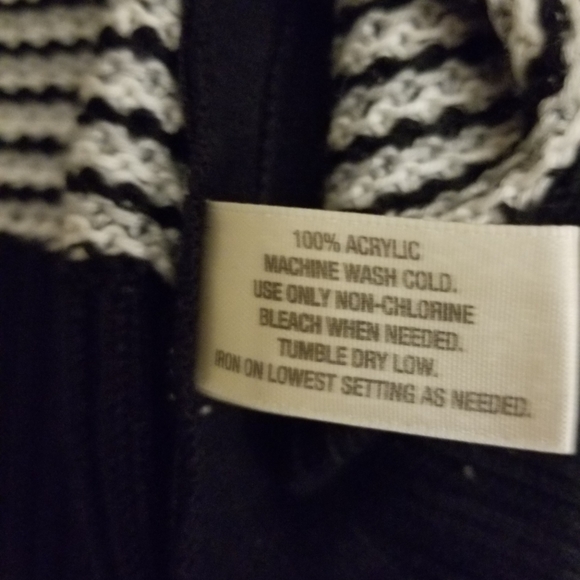 100% ACRYLIC
MACHINE WASH COLD.
USE ONLY NON-CHLORINE
BLEACH WHEN NEEDED.
TUMBLE DRY LOW.
IRON ON LOWEST SETTING AS NEEDED.